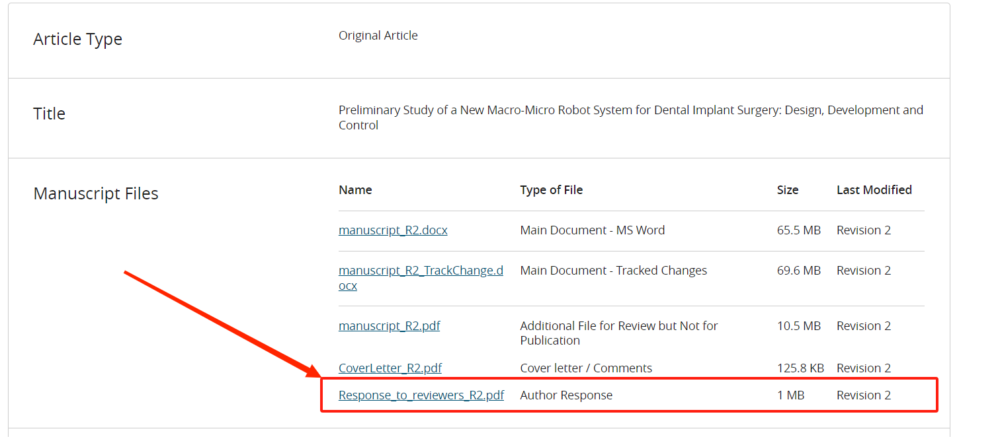 Article Type
Original Article
Title
Preliminary Study of a New Macro-Micro Robot System for Dental Implant Surgery: Design, Development and
Control
Manuscript Files
Name Type of File Size Last Modified
manuscript_R2.docx Main Document - MS Word 65.5 MB Revision 2
manuscript_R2_TrackChange.d Main Document - Tracked Changes 69.6 MB Revision 2
ocx
manuscript_R2.pdf Additional File for Review but Not for 10.5 MB Revision 2
Publication
CoverLetter_R2.pdf Cover letter / Comments 125.8 KB Revision 2
Response_to_reviewers_R2.pdf Author Response 1 MB Revision 2